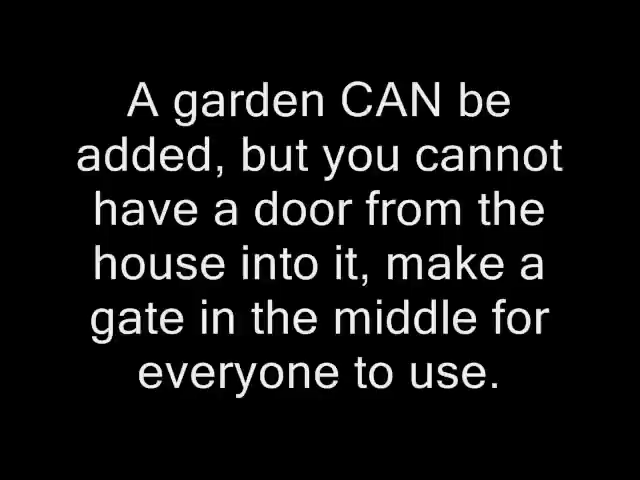 A garden CAN be
added, but you cannot
have a door from the
house into it, make a
gate in the middle for
everyone to use.